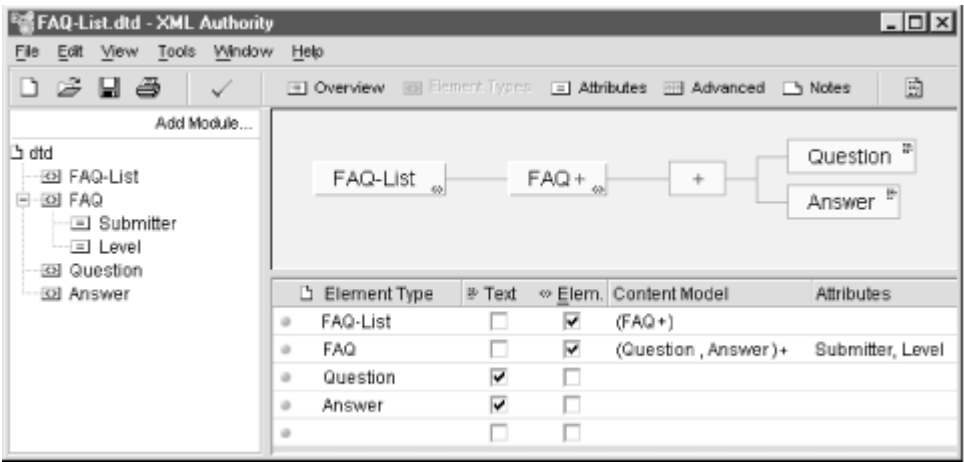 FAQ-List.dtd - XML Authority
File Edit View Tools Window Help
Overview Element Types Attributes Advanced Notes
Add Module...
dtd
FAQ-List
FAQ
Submitter
Level
Question
Answer
FAQ-List FAQ+ + Question
Answer
Element Type Text Elem. Content Model Attributes
FAQ-List (FAQ+)
FAQ (Question , Answer)+ Submitter, Level
Question
Answer